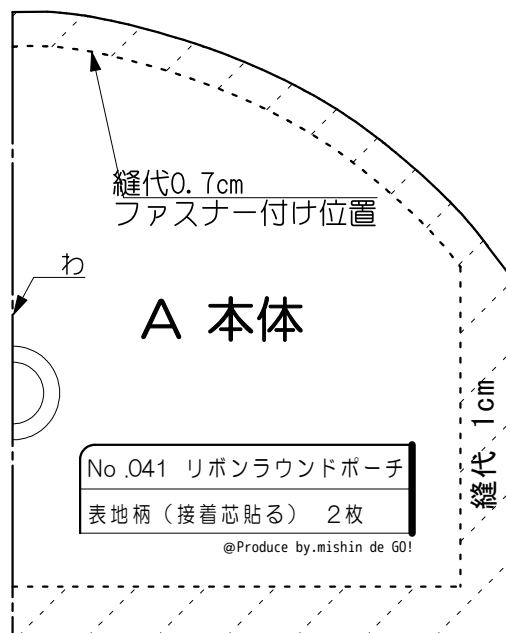 縫代0.7cm
ファスナー付け位置
わ
A 本体
縫代 1cm
No.041 リボンラウンドポーチ
表地柄（接着芯貼る） 2枚
@Produce by.mishin de GO!